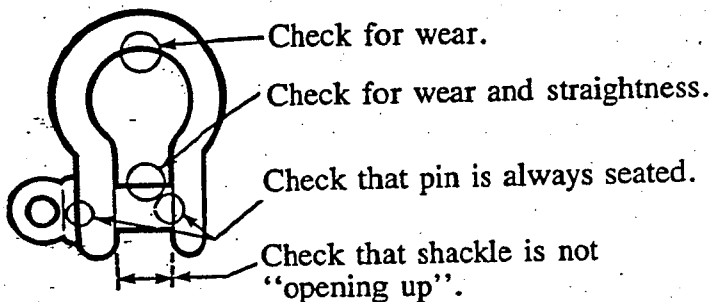 Check for wear.
Check for wear and straightness.
Check that pin is always seated.
Check that shackle is not
“opening up”.